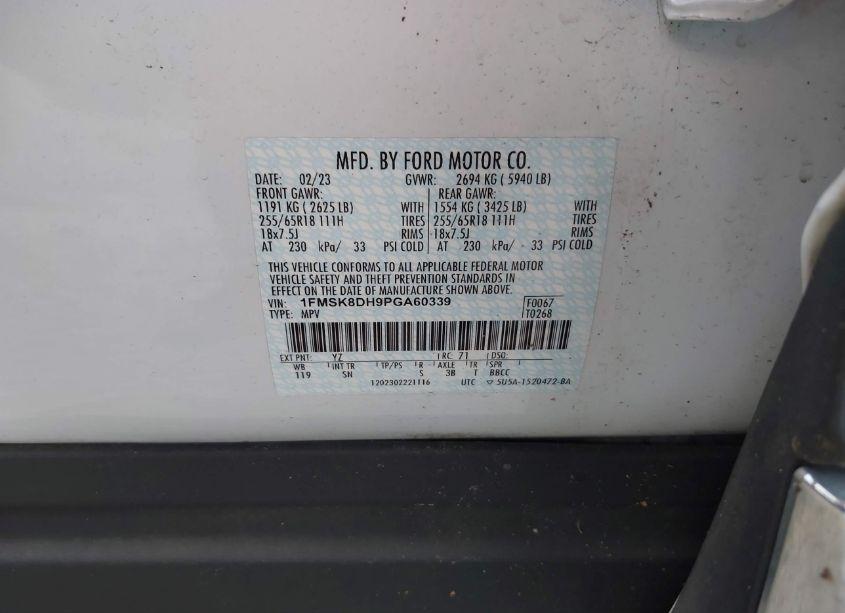 MFD. BY FORD MOTOR CO.
DATE: 02/23 GVWR: 2694 KG ( 5940 LB)
FRONT GAWR: REAR GAWR:
1191 KG ( 2625 LB) WITH 1554 KG ( 3425 LB) WITH
255/65R18 111H TIRES 255/65R18 111H TIRES
18x7.5J RIMS 18x7.5J RIMS
AT 230 kPa/ 33 PSI COLD AT 230 kPa/ 33 PSI COLD
THIS VEHICLE CONFORMS TO ALL APPLICABLE FEDERAL MOTOR
VEHICLE SAFETY AND THEFT PREVENTION STANDARDS IN
EFFECT ON THE DATE OF MANUFACTURE SHOWN ABOVE.
VIN: 1FMSK8DH9PGA60339 F0067
TYPE: MPV T0268
EXT PNT: YZ RC: 71 DSO:
WB INT TR TP/PS R AXLE TR SPR
119 SN S 3B T BBCC
1202302221116 UTC ▽ 5U5A-1520472-BA